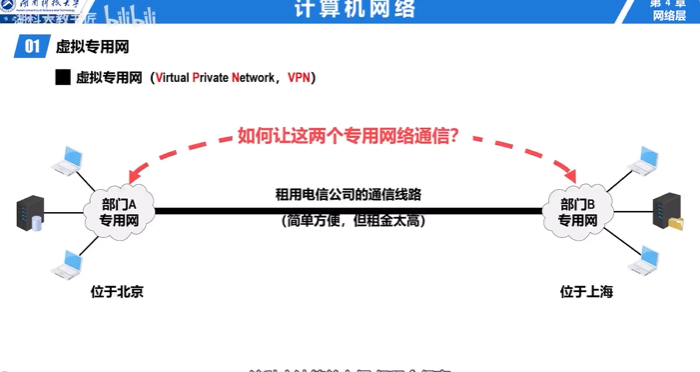 湖南科技大学
湖科大教书匠 bilibili
计算机网络
第 4 章
网络层
01 虚拟专用网
虚拟专用网（Virtual Private Network，VPN）
如何让这两个专用网络通信？
租用电信公司的通信线路
（简单方便，但租金太高）
部门A
专用网
部门B
专用网
位于北京
位于上海